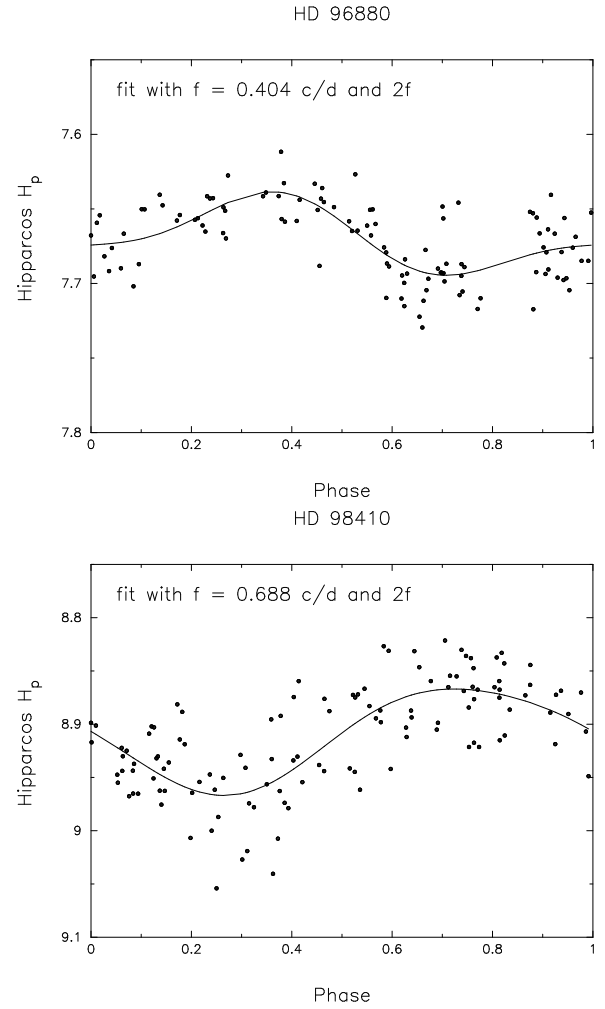 HD 96880
fit with f = 0.404 c/d and 2f
7.6
7.7
7.8
Hipparcos Hp
0 0.2 0.4 0.6 0.8 1
Phase
HD 98410
fit with f = 0.688 c/d and 2f
8.8
8.9
9
9.1
Hipparcos Hp
0 0.2 0.4 0.6 0.8 1
Phase